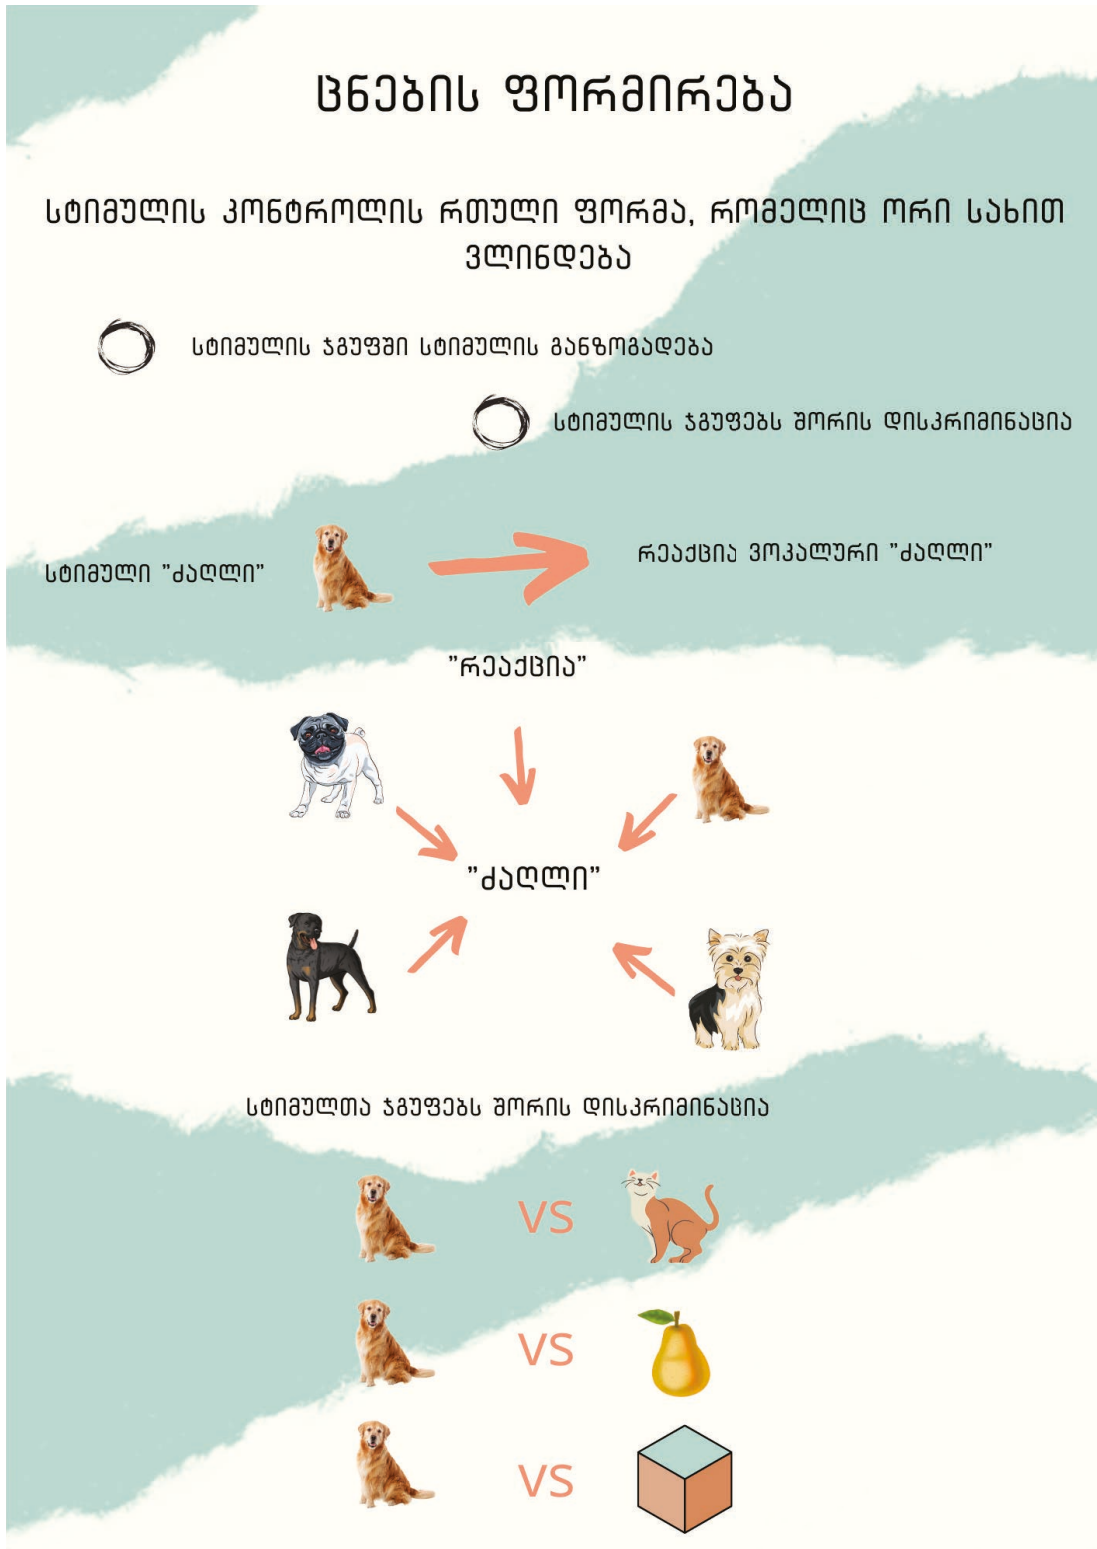 ცნების ფორმირება
სტიმულის კონტროლის რთული ფორმა, რომელიც ორი სახით
ვლინდება
სტიმულის ჯგუფში სტიმულის განზოგადება
სტიმულის ჯგუფებს შორის დისკრიმინაცია
სტიმული "ძაღლი"
რეაქცია ვოკალური "ძაღლი"
"რეაქცია"
"ძაღლი"
სტიმულთა ჯგუფებს შორის დისკრიმინაცია
VS
VS
VS